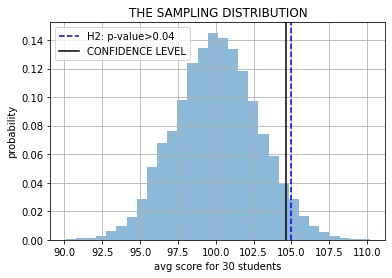 THE SAMPLING DISTRIBUTION
H2: p-value>0.04
CONFIDENCE LEVEL
probability
0.14
0.12
0.10
0.08
0.06
0.04
0.02
0.00
90.0 92.5 95.0 97.5 100.0 102.5 105.0 107.5 110.0
avg score for 30 students